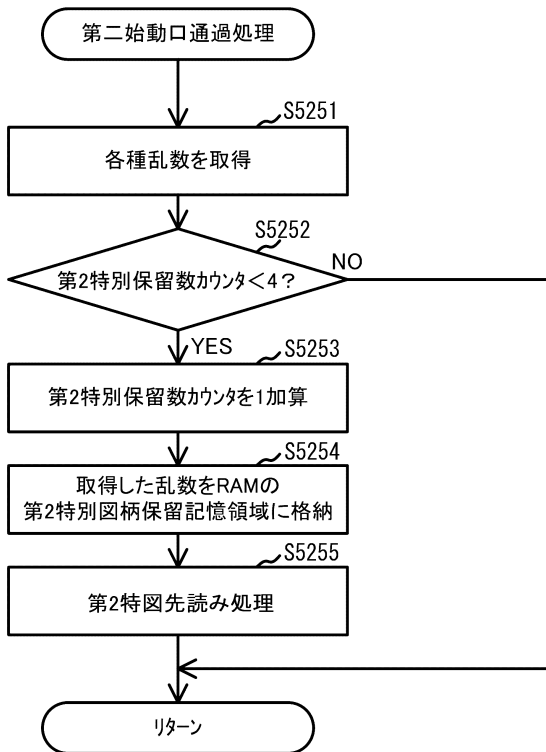 第二始動口通過処理
S5251
各種乱数を取得
S5252
第2特別保留数カウンタ<4?
NO
YES
S5253
第2特別保留数カウンタを1加算
S5254
取得した乱数をRAMの
第2特別図柄保留記憶領域に格納
S5255
第2特図先読み処理
リターン